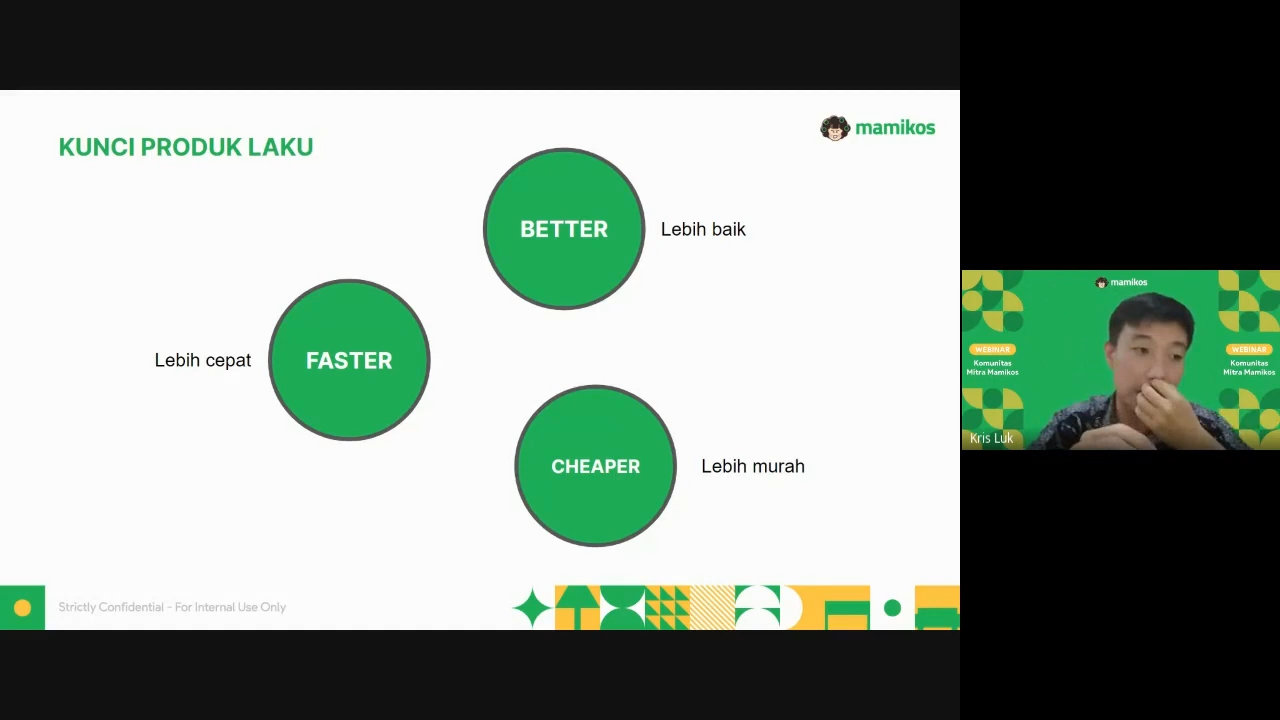 KUNCI PRODUK LAKU
mamikos
BETTER
Lebih baik
Lebih cepat
FASTER
CHEAPER
Lebih murah
Strictly Confidential - For Internal Use Only
mamikos
WEBINAR
Komunitas
Mitra Mamikos
WEBINAR
Komunitas
Mitra Mamikos
Kris Luk